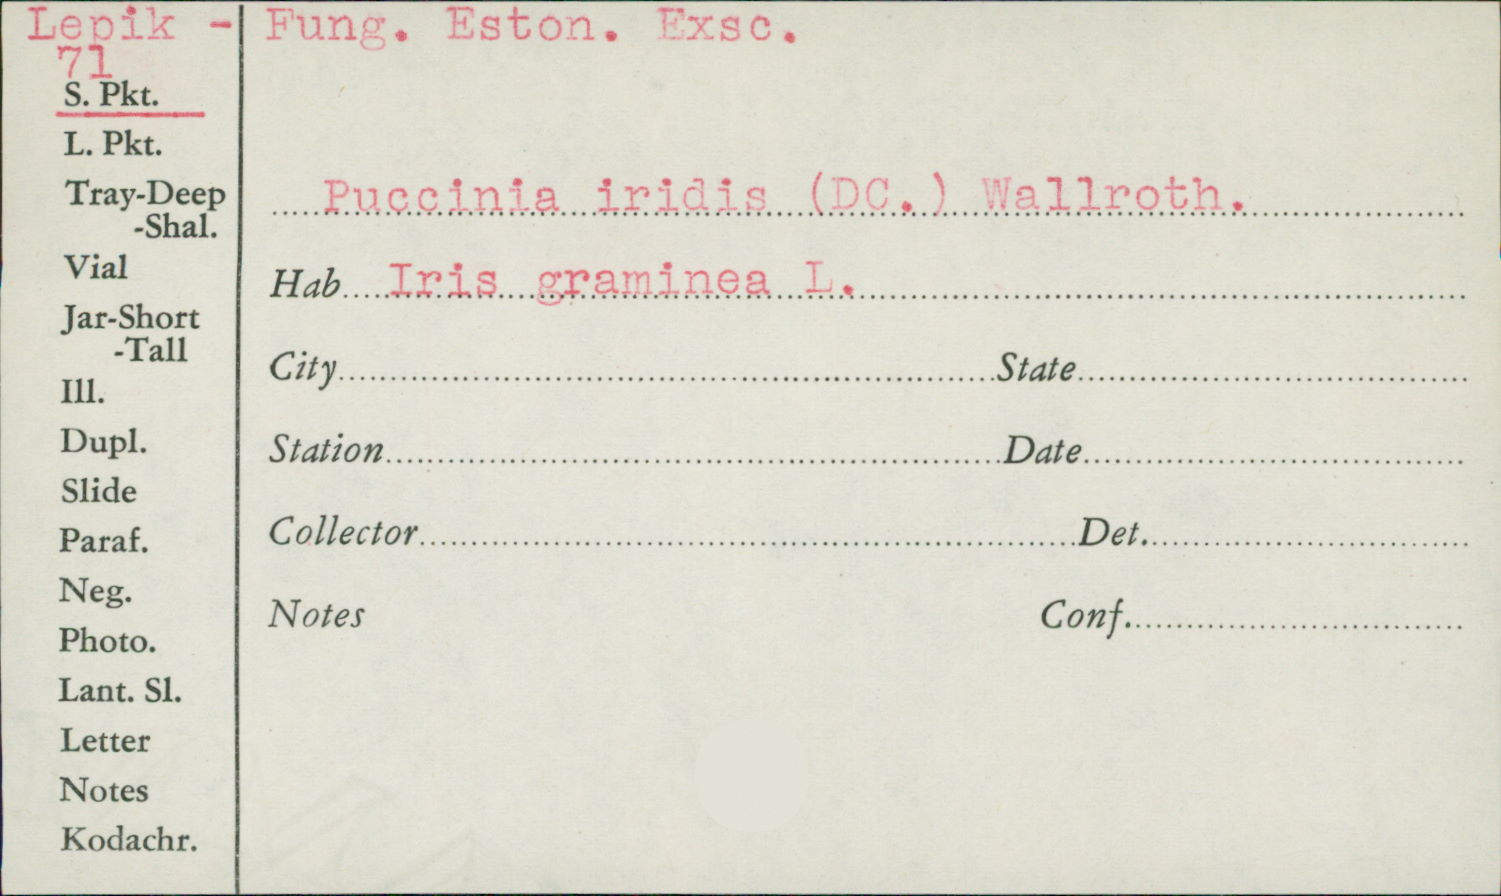 Lepik - Fung. Eston. Exsc.
71
S. Pkt.
L. Pkt.
Tray-Deep
-Shal.
Vial
Jar-Short
-Tall
Ill.
Dupl.
Slide
Paraf.
Neg.
Photo.
Lant. Sl.
Letter
Notes
Kodachr.
Puccinia iridis (DC.) Wallroth.
Hab. Iris graminea L.
City State
Station Date
Collector Det.
Notes Conf.